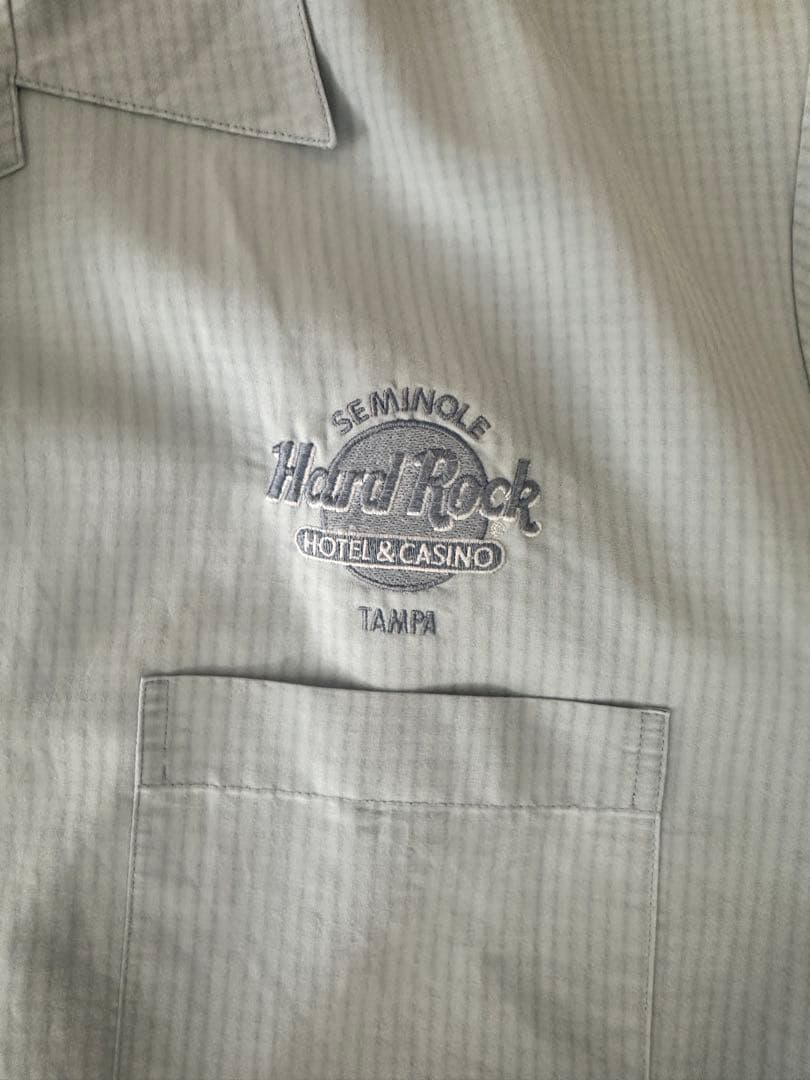 SEMINOLE
Hard Rock
HOTEL & CASINO
TAMPA